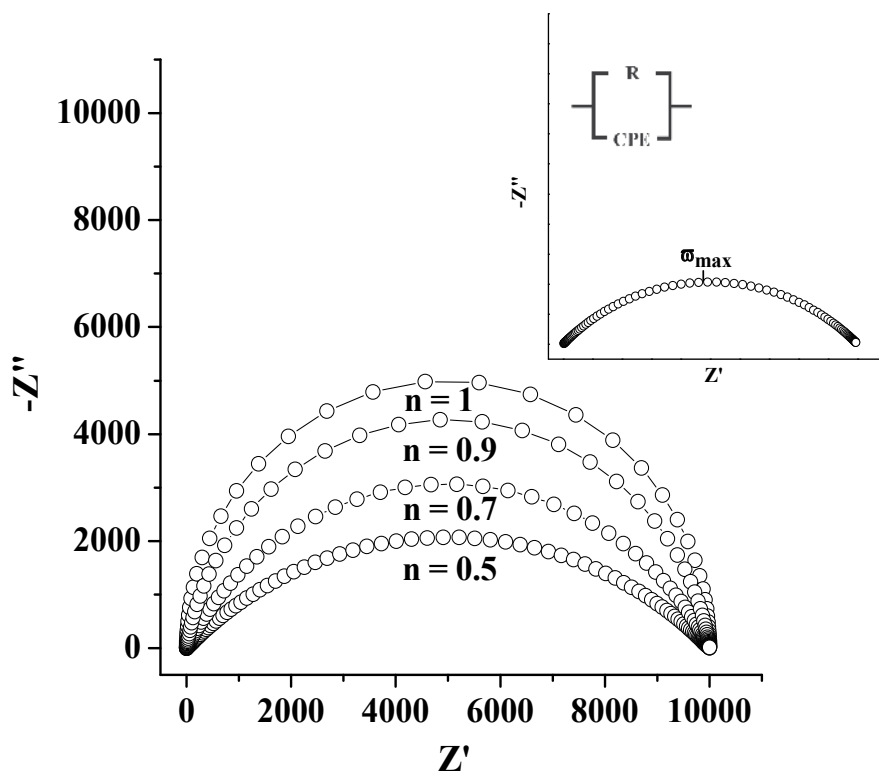 10000
8000
6000
4000
2000
0
-Z''
n = 1
n = 0.9
n = 0.7
n = 0.5
0 2000 4000 6000 8000 10000
Z'
R
CPE
-Z''
ϖmax
Z'